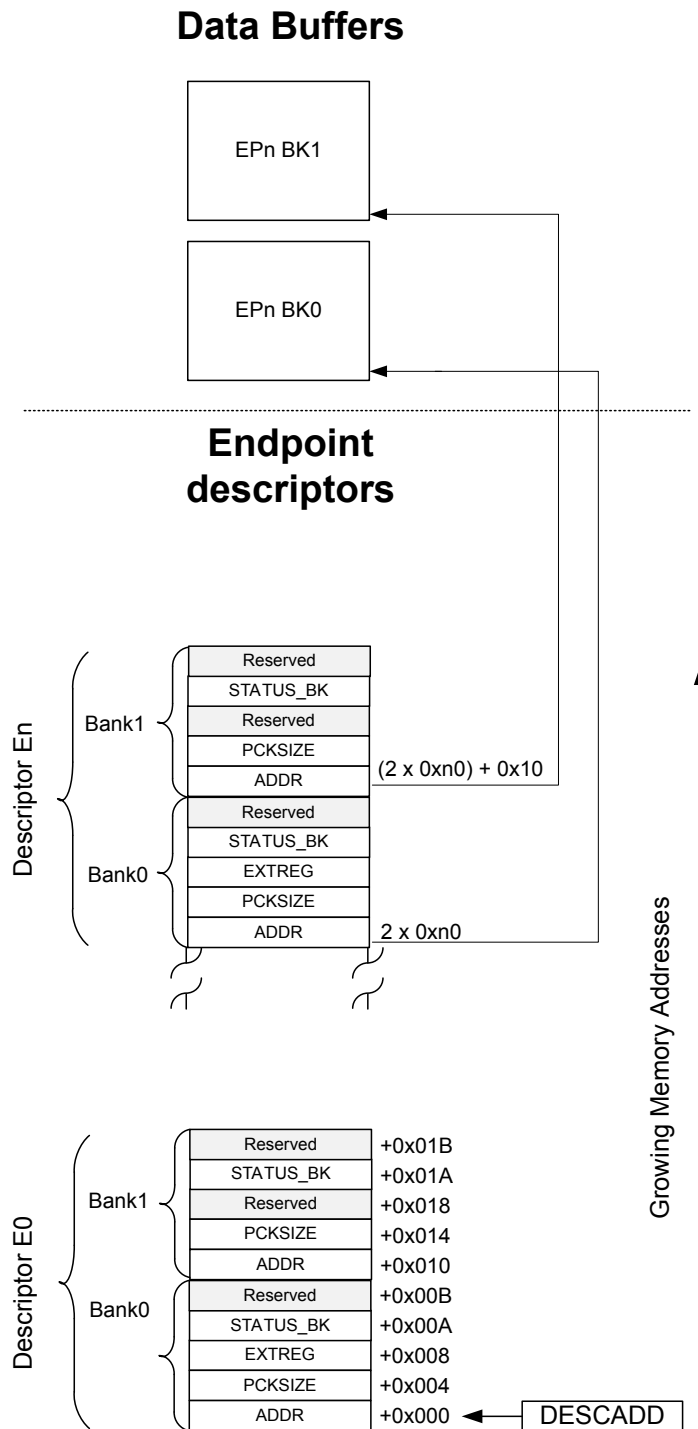 Data Buffers
EPn BK1
EPn BK0
Endpoint
descriptors
Descriptor En
Bank1
Reserved
STATUS_BK
Reserved
PCKSIZE
ADDR
(2 x 0xn0) + 0x10
Bank0
Reserved
STATUS_BK
EXTREG
PCKSIZE
ADDR
2 x 0xn0
Growing Memory Addresses
Descriptor E0
Bank1
Reserved +0x01B
STATUS_BK +0x01A
Reserved +0x018
PCKSIZE +0x014
ADDR +0x010
Bank0
Reserved +0x00B
STATUS_BK +0x00A
EXTREG +0x008
PCKSIZE +0x004
ADDR +0x000 DESCADD